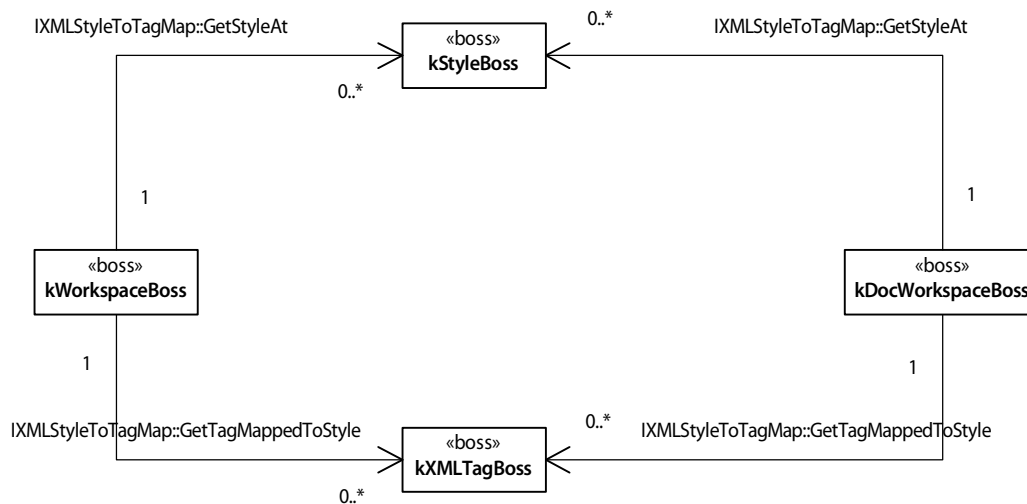 IXMLStyleToTagMap::GetStyleAt
0..*
IXMLStyleToTagMap::GetStyleAt
«boss»
kStyleBoss
0..*
1
1
«boss»
kWorkspaceBoss
«boss»
kDocWorkspaceBoss
1
1
0..*
IXMLStyleToTagMap::GetTagMappedToStyle
«boss»
kXMLTagBoss
IXMLStyleToTagMap::GetTagMappedToStyle
0..*